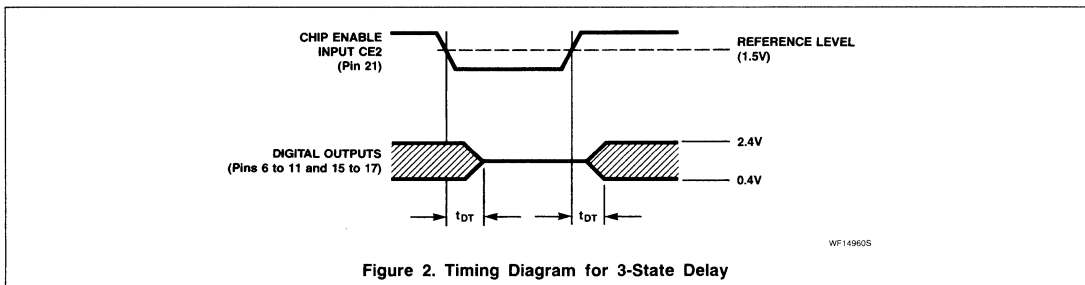 CHIP ENABLE
INPUT CE2
(Pin 21)
REFERENCE LEVEL
(1.5V)
DIGITAL OUTPUTS
(Pins 6 to 11 and 15 to 17)
2.4V
0.4V
tDT
tDT
WF14960S
Figure 2. Timing Diagram for 3-State Delay